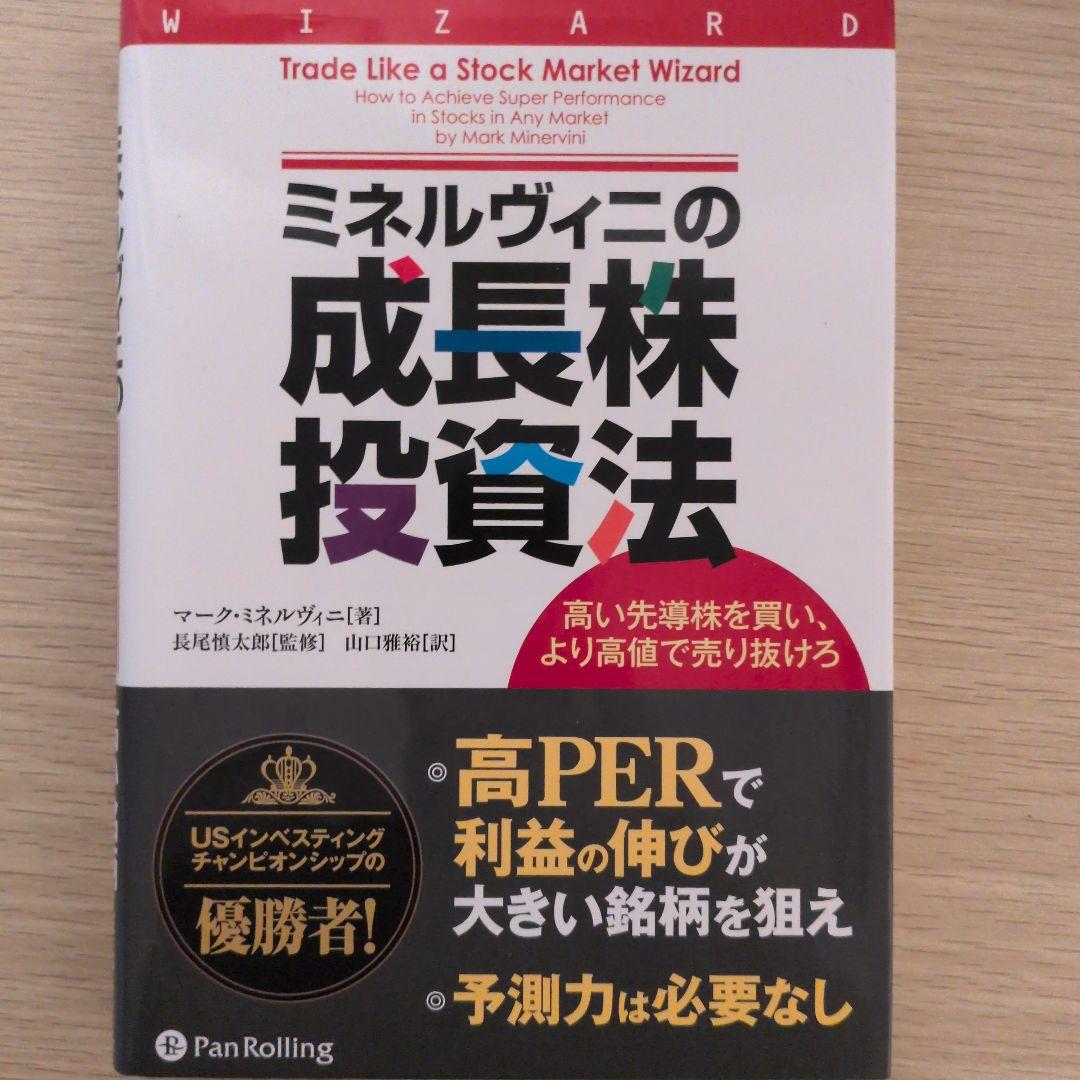 WIZARD
Trade Like a Stock Market Wizard
How to Achieve Super Performance
in Stocks in Any Market
by Mark Minervini
ミネルヴィニの
成長株
投資法
マーク・ミネルヴィニ[著]
長尾慎太郎[監修] 山口雅裕[訳]
高い先導株を買い、
より高値で売り抜けろ
USインベスティング
チャンピオンシップの
優勝者!
◎高PERで
利益の伸びが
大きい銘柄を狙え
◎予測力は必要なし
PanRolling